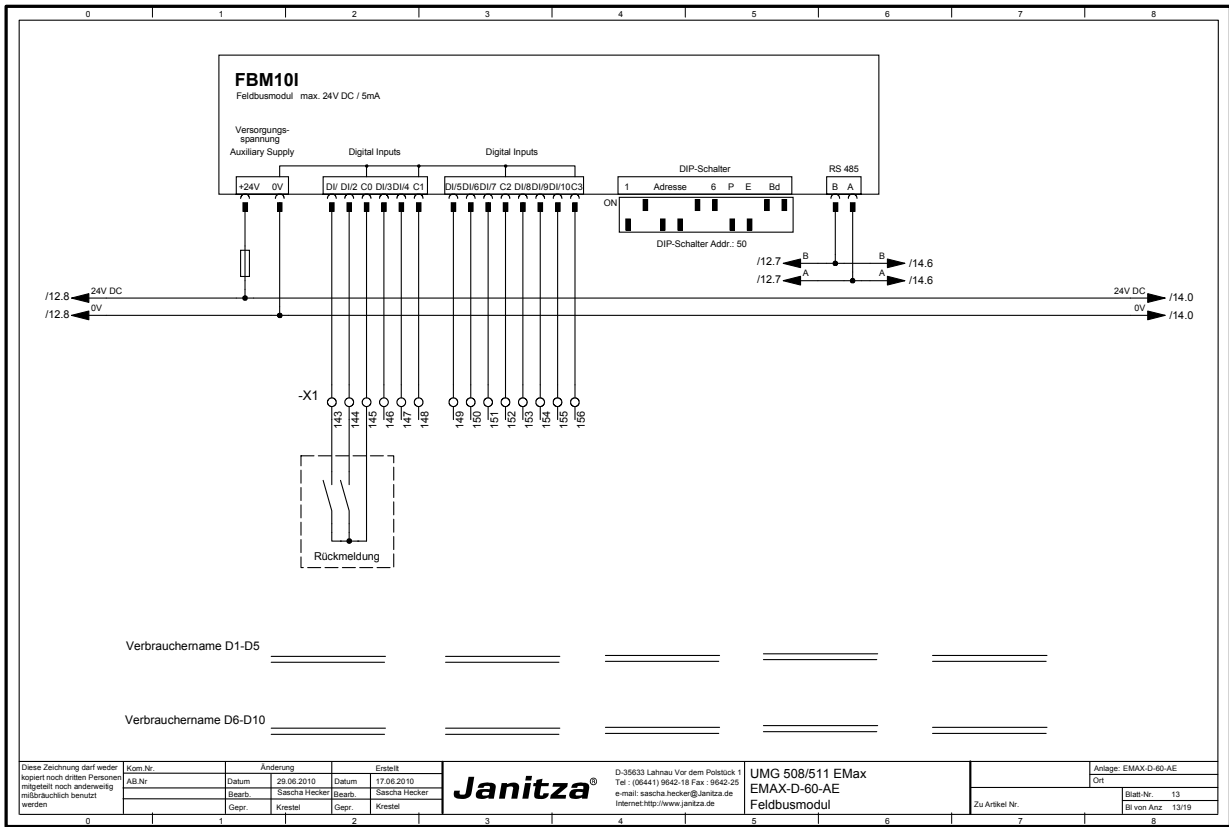 0 1 2 3 4 5 6 7 8
FBM10I
Feldbusmodul max. 24V DC / 5mA
Versorgungs-
spannung
Auxiliary Supply
Digital Inputs
Digital Inputs
DIP-Schalter
RS 485
+24V 0V
DI/ DI/2 C0 DI/3 DI/4 C1
DI/5 DI/6 DI/7 C2 DI/8 DI/9 DI/10 C3
1 Adresse 6 P E Bd
B A
ON
DIP-Schalter Addr.: 50
/12.7 B B /14.6
/12.7 A A /14.6
/12.8 24V DC 24V DC /14.0
/12.8 0V 0V /14.0
-X1
143 144 145 146 147 148 149 150 151 152 153 154 155 156
Rückmeldung
Verbrauchername D1-D5
Verbrauchername D6-D10
Diese Zeichnung darf weder
kopiert noch dritten Personen
mitgeteilt noch anderweitig
mißbräuchlich benutzt
werden
Kom.Nr.
AB.Nr
Änderung Erstellt
Datum 29.06.2010 Datum 17.06.2010
Bearb. Sascha Hecker Bearb. Sascha Hecker
Gepr. Krestel Gepr. Krestel
Janitza®
D-35633 Lahnau Vor dem Polstück 1
Tel : (06441) 9642-18 Fax : 9642-25
e-mail: sascha.hecker@Janitza.de
Internet:http://www.janitza.de
UMG 508/511 EMax
EMAX-D-60-AE
Feldbusmodul
Zu Artikel Nr.
Anlage: EMAX-D-60-AE
Ort
Blatt-Nr. 13
Bl von Anz 13/19
0 1 2 3 4 5 6 7 8